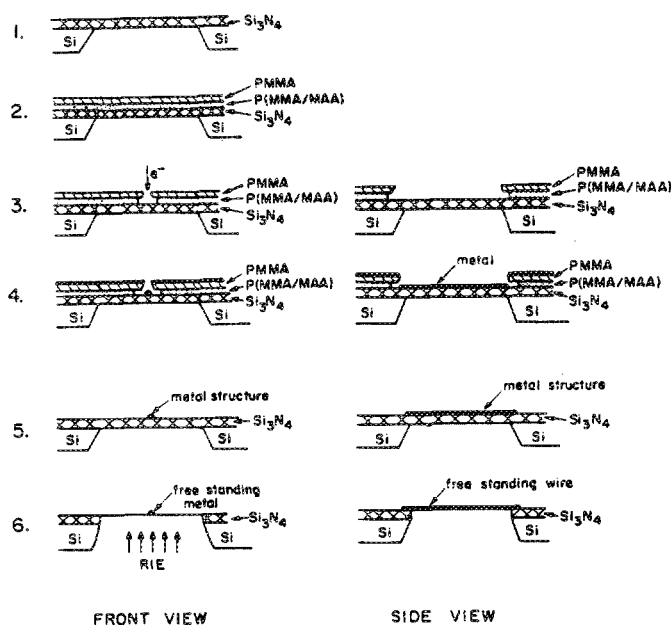 1.
Si₃N₄
Si
Si
2.
PMMA
P(MMA/MAA)
Si₃N₄
Si
Si
3.
e⁻
PMMA
P(MMA/MAA)
Si₃N₄
Si
Si
PMMA
P(MMA/MAA)
Si₃N₄
Si
Si
4.
PMMA
P(MMA/MAA)
Si₃N₄
Si
Si
metal
PMMA
P(MMA/MAA)
Si₃N₄
Si
Si
5.
metal structure
Si₃N₄
Si
Si
metal structure
Si₃N₄
Si
Si
6.
free standing
metal
Si₃N₄
Si
Si
RIE
free standing wire
Si₃N₄
Si
Si
FRONT VIEW
SIDE VIEW